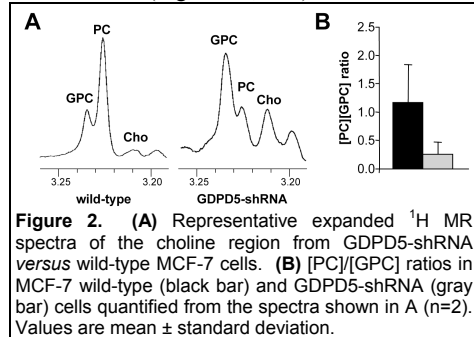 A
B
PC
GPC
Cho
3.25
3.20
wild-type
GPC
PC
Cho
3.25
3.20
GDPD5-shRNA
[PC][GPC] ratio
2.5
2.0
1.5
1.0
0.5
0.0
Figure 2. (A) Representative expanded ¹H MR
spectra of the choline region from GDPD5-shRNA
versus wild-type MCF-7 cells. (B) [PC]/[GPC] ratios in
MCF-7 wild-type (black bar) and GDPD5-shRNA (gray
bar) cells quantified from the spectra shown in A (n=2).
Values are mean ± standard deviation.